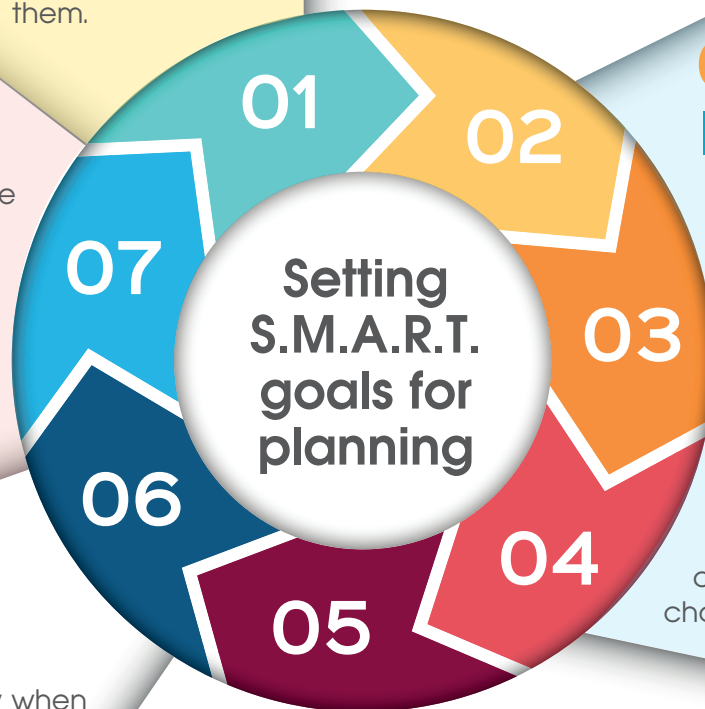 them.
01
02
03
04
05
06
07
Setting
S.M.A.R.T.
goals for
planning
when